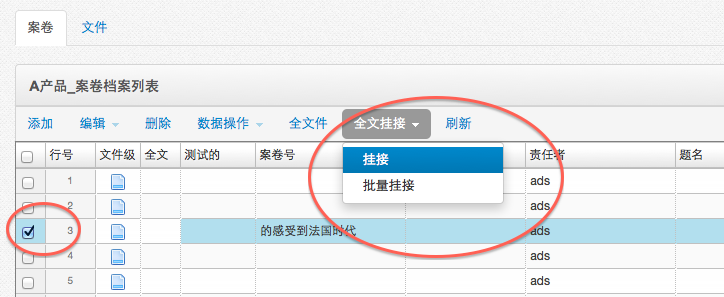 案卷 文件
A产品_案卷档案列表
添加 编辑 删除 数据操作 全文件 全文挂接 刷新
挂接
批量挂接
行号 文件级 全文 测试的 案卷号 责任者 题名
1 ads
2 ads
3 的感受到法国时代 ads
4 ads
5 ads